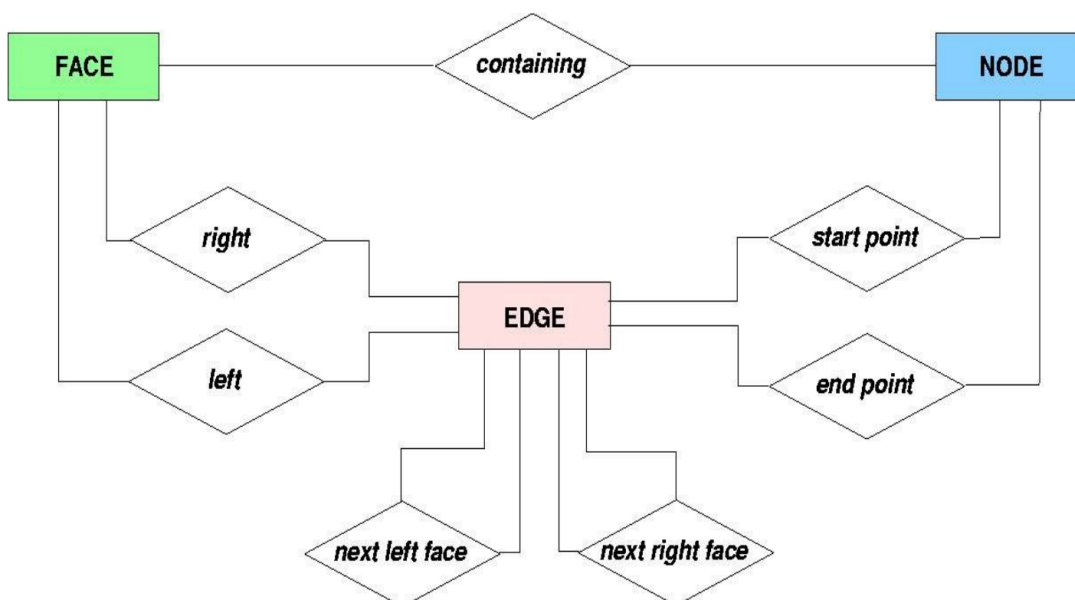 FACE
containing
NODE
right
start point
EDGE
left
end point
next left face
next right face